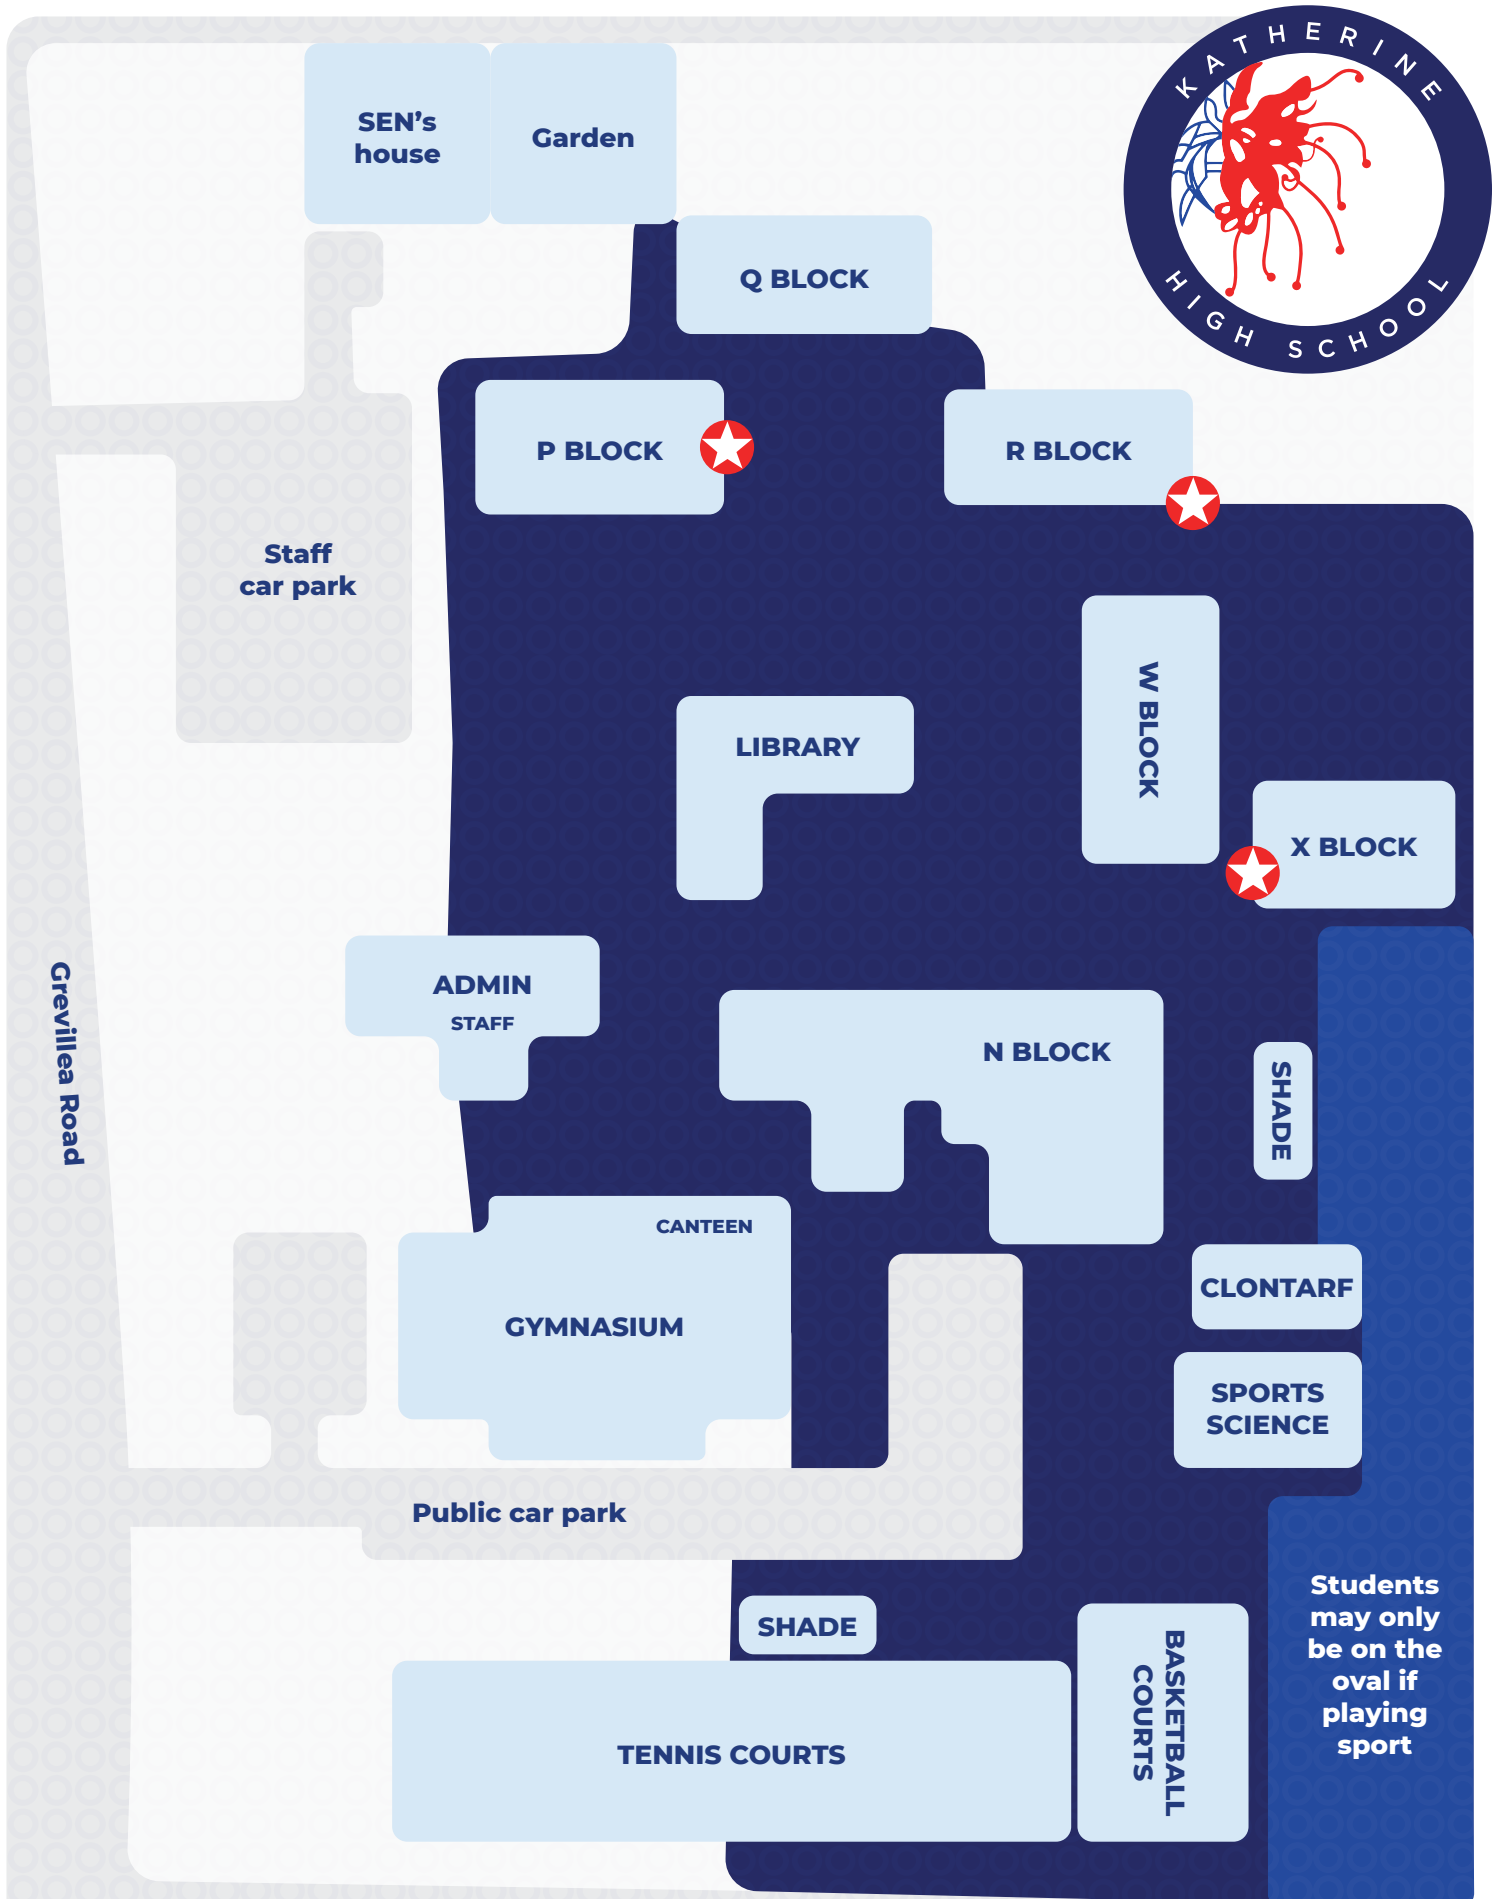 KATHERINE
HIGH SCHOOL
SEN’s
house
Garden
Q BLOCK
P BLOCK
R BLOCK
Staff
car park
W BLOCK
LIBRARY
X BLOCK
ADMIN
STAFF
Grevillea Road
N BLOCK
SHADE
CANTEEN
GYMNASIUM
CLONTARF
SPORTS
SCIENCE
Public car park
SHADE
TENNIS COURTS
BASKETBALL
COURTS
Students
may only
be on the
oval if
playing
sport